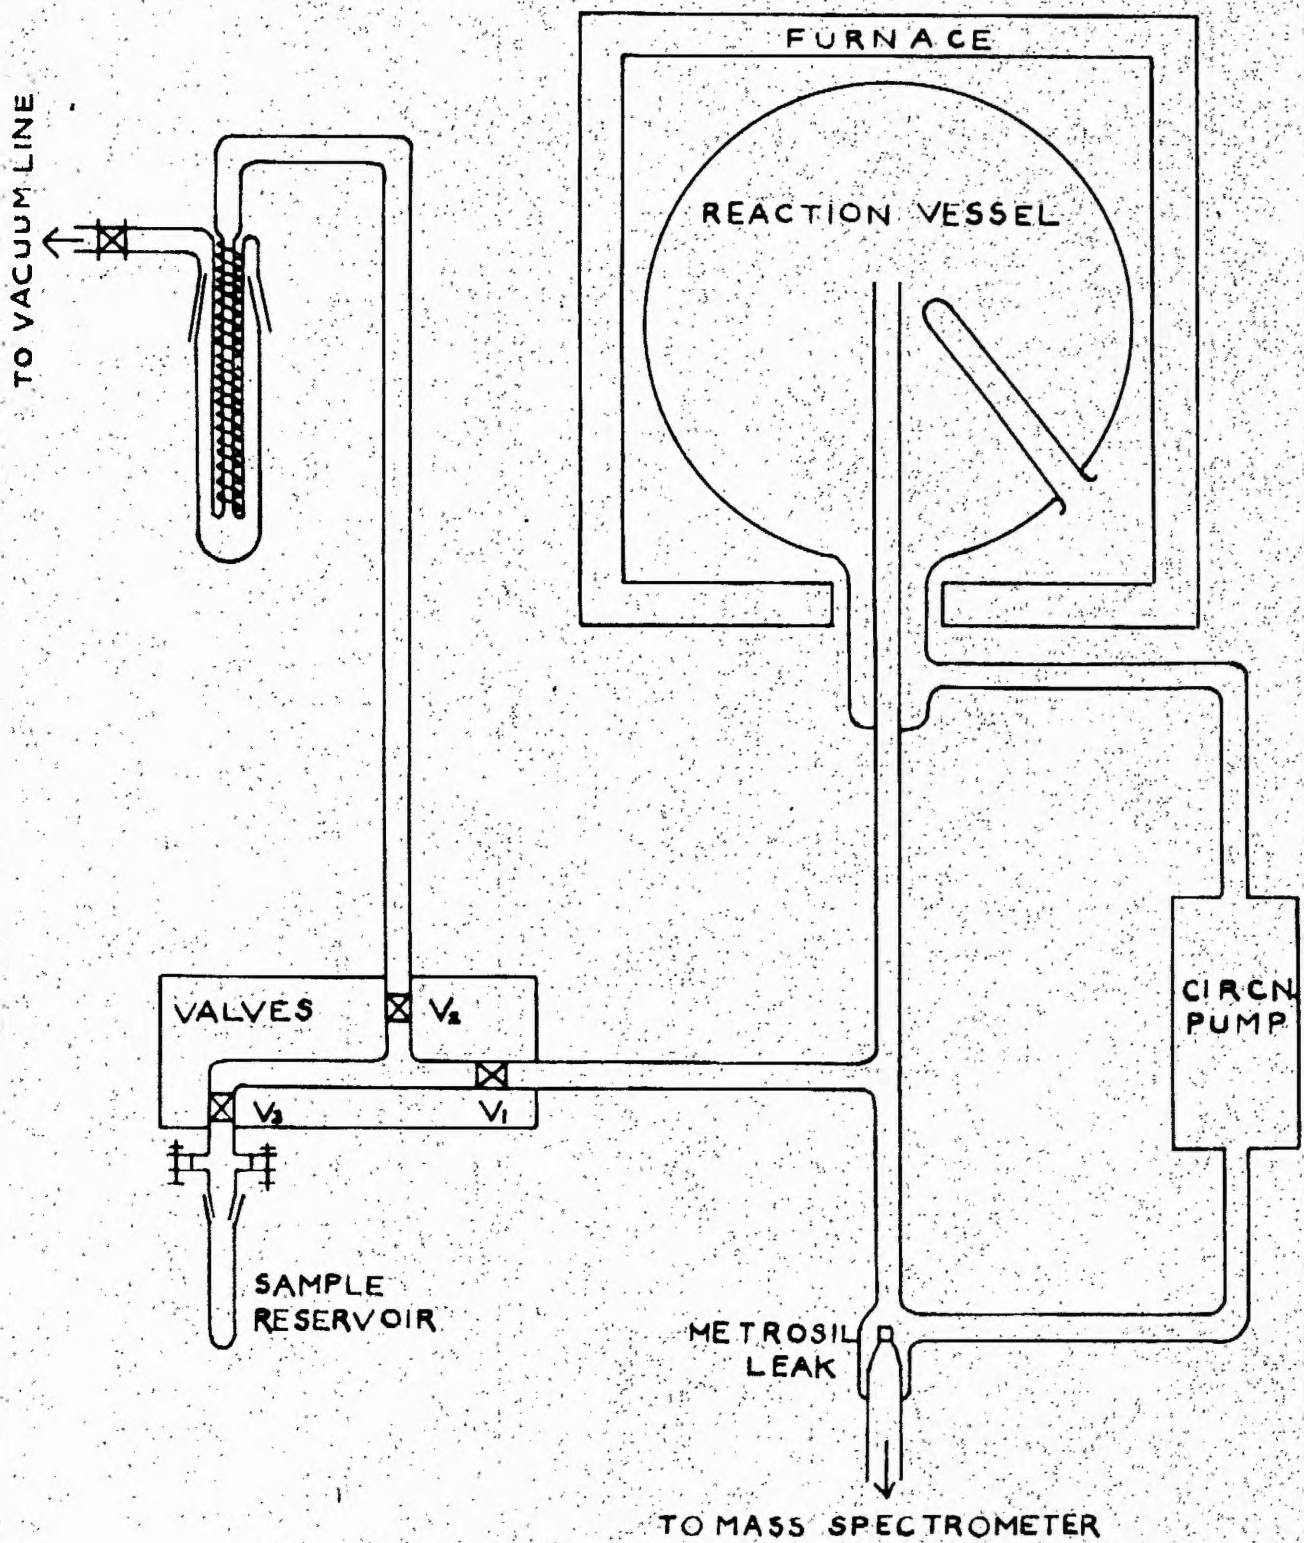 FURNACE
TO VACUUM LINE
REACTION VESSEL
VALVES
V₂
CIRCN
PUMP
V₃
V₁
SAMPLE
RESERVOIR
METROSIL
LEAK
TO MASS SPECTROMETER